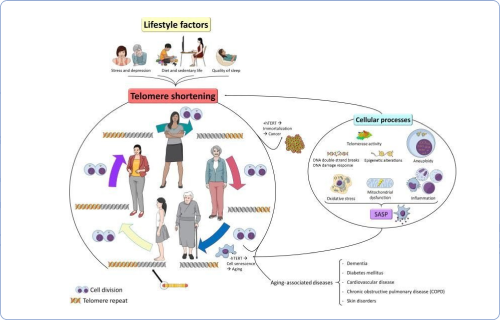 Lifestyle factors
Stress and depression
Diet and sedentary life
Quality of sleep
Telomere shortening
hTERT →
Immortalization
→ Cancer
Cellular processes
Telomerase activity
Aneuploids
DNA double-strand breaks
DNA damage response
Epigenetic alterations
Oxidative stress
Mitochondrial
dysfunction
Inflammation
SASP
hTERT →
Cell senescence
→ Aging
Cell division
Telomere repeat
Aging-associated diseases
- Dementia
- Diabetes mellitus
- Cardiovascular disease
- Chronic obstructive pulmonary disease (COPD)
- Skin disorders